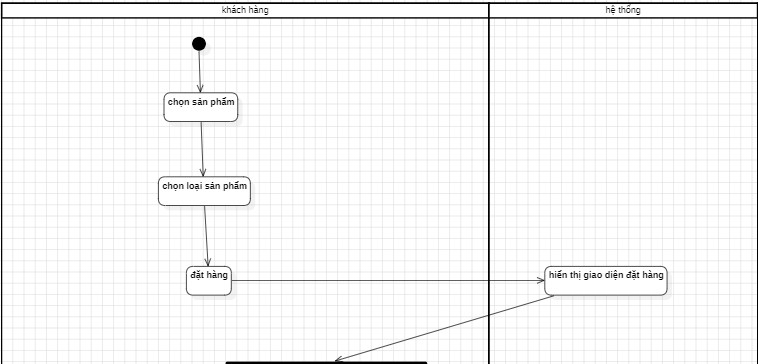 khách hàng
hệ thống
chọn sản phẩm
chọn loại sản phẩm
đặt hàng
hiển thị giao diện đặt hàng